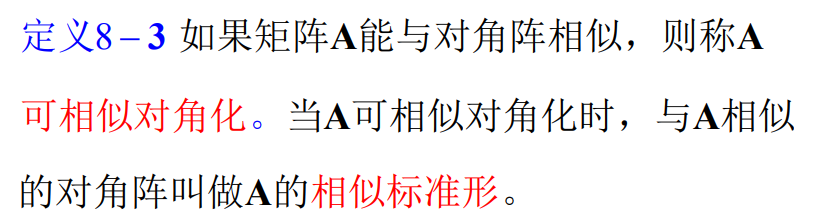 定义8－3 如果矩阵A能与对角阵相似，则称A
可相似对角化。当A可相似对角化时，与A相似
的对角阵叫做A的相似标准形。